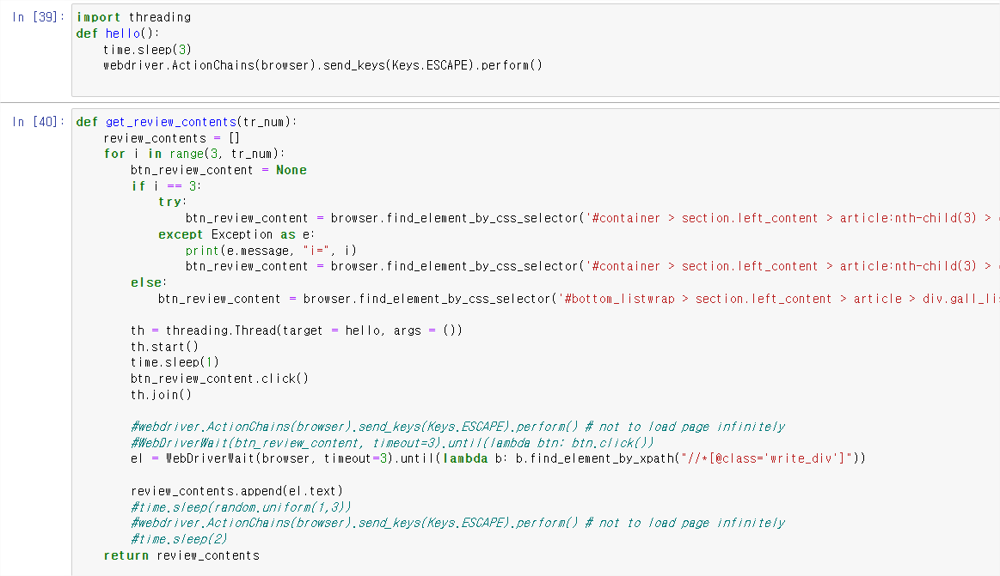 In [39]: import threading
def hello():
    time.sleep(3)
    webdriver.ActionChains(browser).send_keys(Keys.ESCAPE).perform()
In [40]: def get_review_contents(tr_num):
    review_contents = []
    for i in range(3, tr_num):
        btn_review_content = None
        if i == 3:
            try:
                btn_review_content = browser.find_element_by_css_selector('#container > section.left_content > article:nth-child(3) >
            except Exception as e:
                print(e.message, "i=", i)
                btn_review_content = browser.find_element_by_css_selector('#container > section.left_content > article:nth-child(3) >
        else:
            btn_review_content = browser.find_element_by_css_selector('#bottom_listwrap > section.left_content > article > div.gall_lis
        th = threading.Thread(target = hello, args = ())
        th.start()
        time.sleep(1)
        btn_review_content.click()
        th.join()
        #webdriver.ActionChains(browser).send_keys(Keys.ESCAPE).perform() # not to load page infinitely
        #WebDriverWait(btn_review_content, timeout=3).until(lambda btn: btn.click())
        el = WebDriverWait(browser, timeout=3).until(lambda b: b.find_element_by_xpath("//*[@class='write_div']"))
        review_contents.append(el.text)
        #time.sleep(random.uniform(1,3))
        #webdriver.ActionChains(browser).send_keys(Keys.ESCAPE).perform() # not to load page infinitely
        #time.sleep(2)
    return review_contents